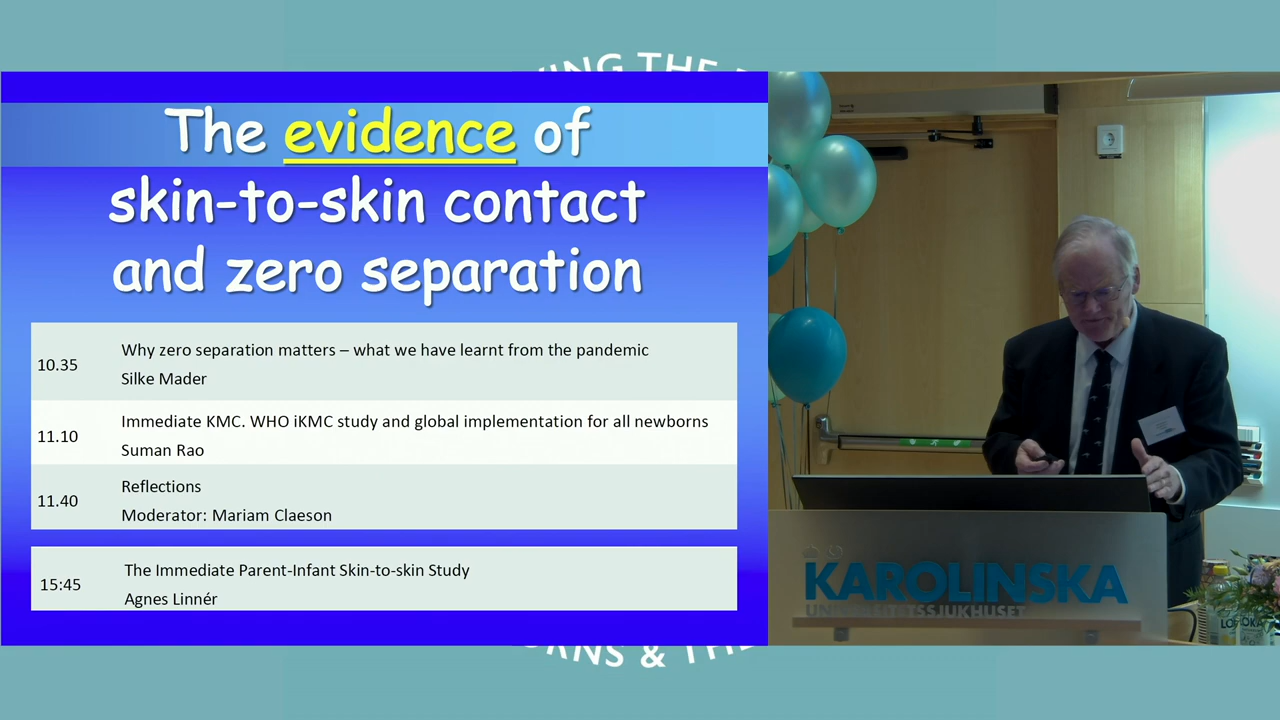 The evidence of
skin-to-skin contact
and zero separation
10.35
Why zero separation matters – what we have learnt from the pandemic
Silke Mader
11.10
Immediate KMC. WHO iKMC study and global implementation for all newborns
Suman Rao
11.40
Reflections
Moderator: Mariam Claeson
15:45
The Immediate Parent-Infant Skin-to-skin Study
Agnes Linnér
KAROLINSKA
UNIVERSITETSSJUKHUSET
THE
& THE